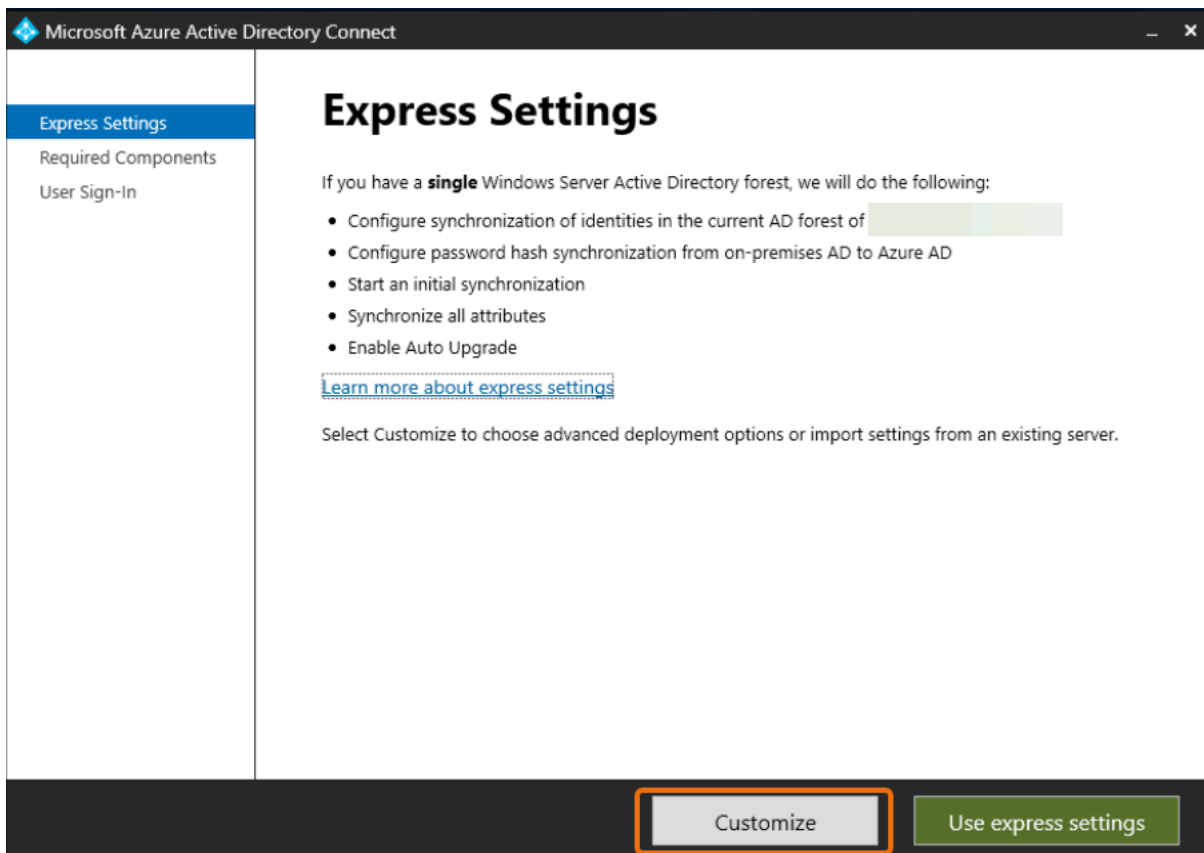 Microsoft Azure Active Directory Connect
Express Settings
Required Components
User Sign-In
Express Settings
If you have a single Windows Server Active Directory forest, we will do the following:
• Configure synchronization of identities in the current AD forest of
• Configure password hash synchronization from on-premises AD to Azure AD
• Start an initial synchronization
• Synchronize all attributes
• Enable Auto Upgrade
Learn more about express settings
Select Customize to choose advanced deployment options or import settings from an existing server.
Customize
Use express settings